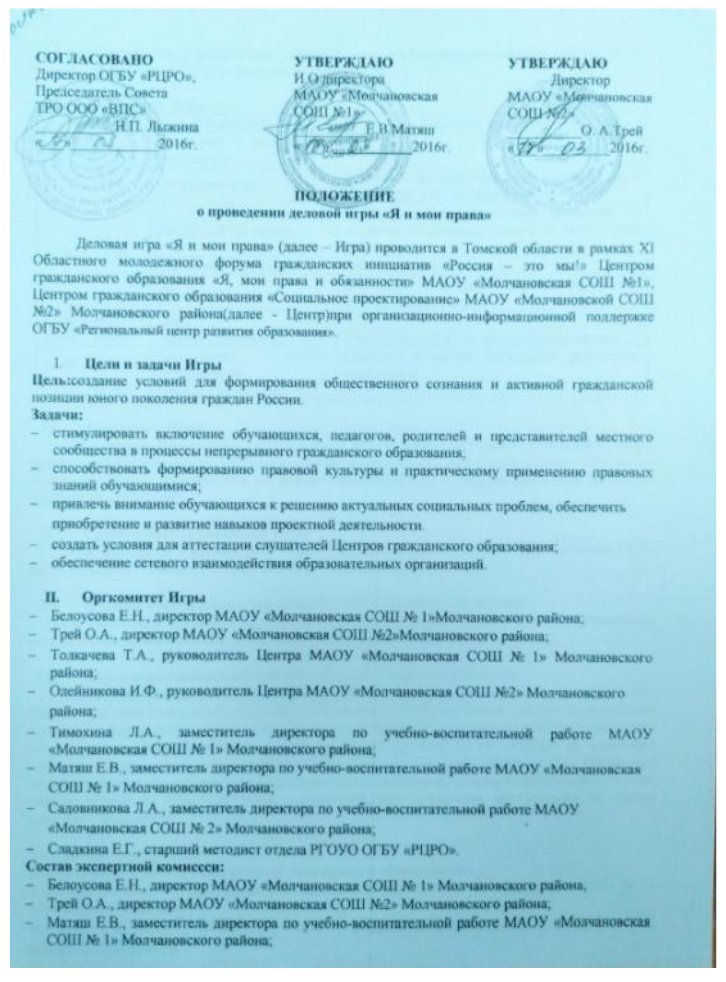 СОГЛАСОВАНО
Директор ОГБУ «РЦРО»,
Председатель Совета
ТРО ООО «ВПС»
Н.П. Лыжина
2016г.
УТВЕРЖДАЮ
И.О директора
МАОУ «Молчановская
СОШ №1»
Е.В Матяш
2016г.
УТВЕРЖДАЮ
Директор
МАОУ «Молчановская
СОШ №2»
О. А.Трей
«18» 03 2016г.
ПОЛОЖЕНИЕ
о проведении деловой игры «Я и мои права»
Деловая игра «Я и мои права» (далее – Игра) проводится в Томской области в рамках XI
Областного молодежного форума гражданских инициатив «Россия – это мы!» Центром
гражданского образования «Я, мои права и обязанности» МАОУ «Молчановская СОШ №1»,
Центром гражданского образования «Социальное проектирование» МАОУ «Молчановской СОШ
№2» Молчановского района(далее - Центр)при организационно-информационной поддержке
ОГБУ «Региональный центр развития образования».
I. Цели и задачи Игры
Цель:создание условий для формирования общественного сознания и активной гражданской
позиции юного поколения граждан России.
Задачи:
– стимулировать включение обучающихся, педагогов, родителей и представителей местного
сообщества в процессы непрерывного гражданского образования;
– способствовать формированию правовой культуры и практическому применению правовых
знаний обучающимися;
– привлечь внимание обучающихся к решению актуальных социальных проблем, обеспечить
приобретение и развитие навыков проектной деятельности.
– создать условия для аттестации слушателей Центров гражданского образования;
– обеспечение сетевого взаимодействия образовательных организаций.
II. Оргкомитет Игры
– Белоусова Е.Н., директор МАОУ «Молчановская СОШ № 1»Молчановского района;
– Трей О.А., директор МАОУ «Молчановская СОШ №2»Молчановского района;
– Толкачева Т.А., руководитель Центра МАОУ «Молчановская СОШ № 1» Молчановского
района;
– Олейникова И.Ф., руководитель Центра МАОУ «Молчановская СОШ №2» Молчановского
района;
– Тимохина Л.А., заместитель директора по учебно-воспитательной работе МАОУ
«Молчановская СОШ № 1» Молчановского района;
– Матяш Е.В., заместитель директора по учебно-воспитательной работе МАОУ «Молчановская
СОШ № 1» Молчановского района;
– Садовникова Л.А., заместитель директора по учебно-воспитательной работе МАОУ
«Молчановская СОШ № 2» Молчановского района;
– Сладкина Е.Г., старший методист отдела РГОУО ОГБУ «РЦРО».
Состав экспертной комиссси:
– Белоусова Е.Н., директор МАОУ «Молчановская СОШ № 1» Молчановского района,
– Трей О.А., директор МАОУ «Молчановская СОШ №2» Молчановского района;
– Матяш Е.В., заместитель директора по учебно-воспитательной работе МАОУ «Молчановская
СОШ № 1» Молчановского района;